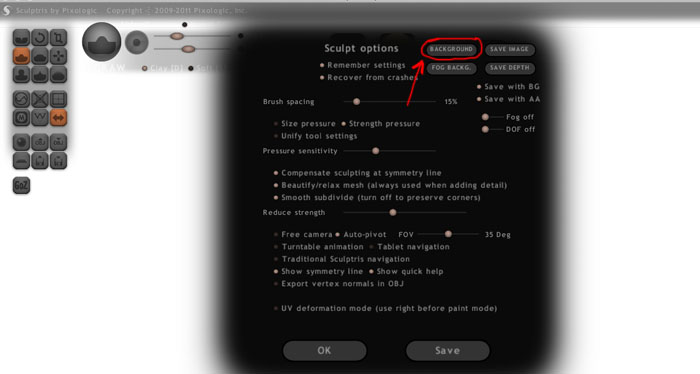 Sculptris by Pixologic Copyright © 2009-2011 Pixologic, Inc.
Clay [D]
Sculpt options
BACKGROUND
SAVE IMAGE
Remember settings
FOG BACKG.
SAVE DEPTH
Recover from crashes
Save with BG
Save with AA
Brush spacing
15%
Fog off
Size pressure
Strength pressure
DOF off
Unify tool settings
Pressure sensitivity
Compensate sculpting at symmetry line
Beautify/relax mesh (always used when adding detail)
GoZ
Smooth subdivide (turn off to preserve corners)
Reduce strength
Free camera
Auto-pivot
FOV
35 Deg
Turntable animation
Tablet navigation
Traditional Sculptris navigation
Show symmetry line
Show quick help
Export vertex normals in OBJ
UV deformation mode (use right before paint mode)
OK
Save